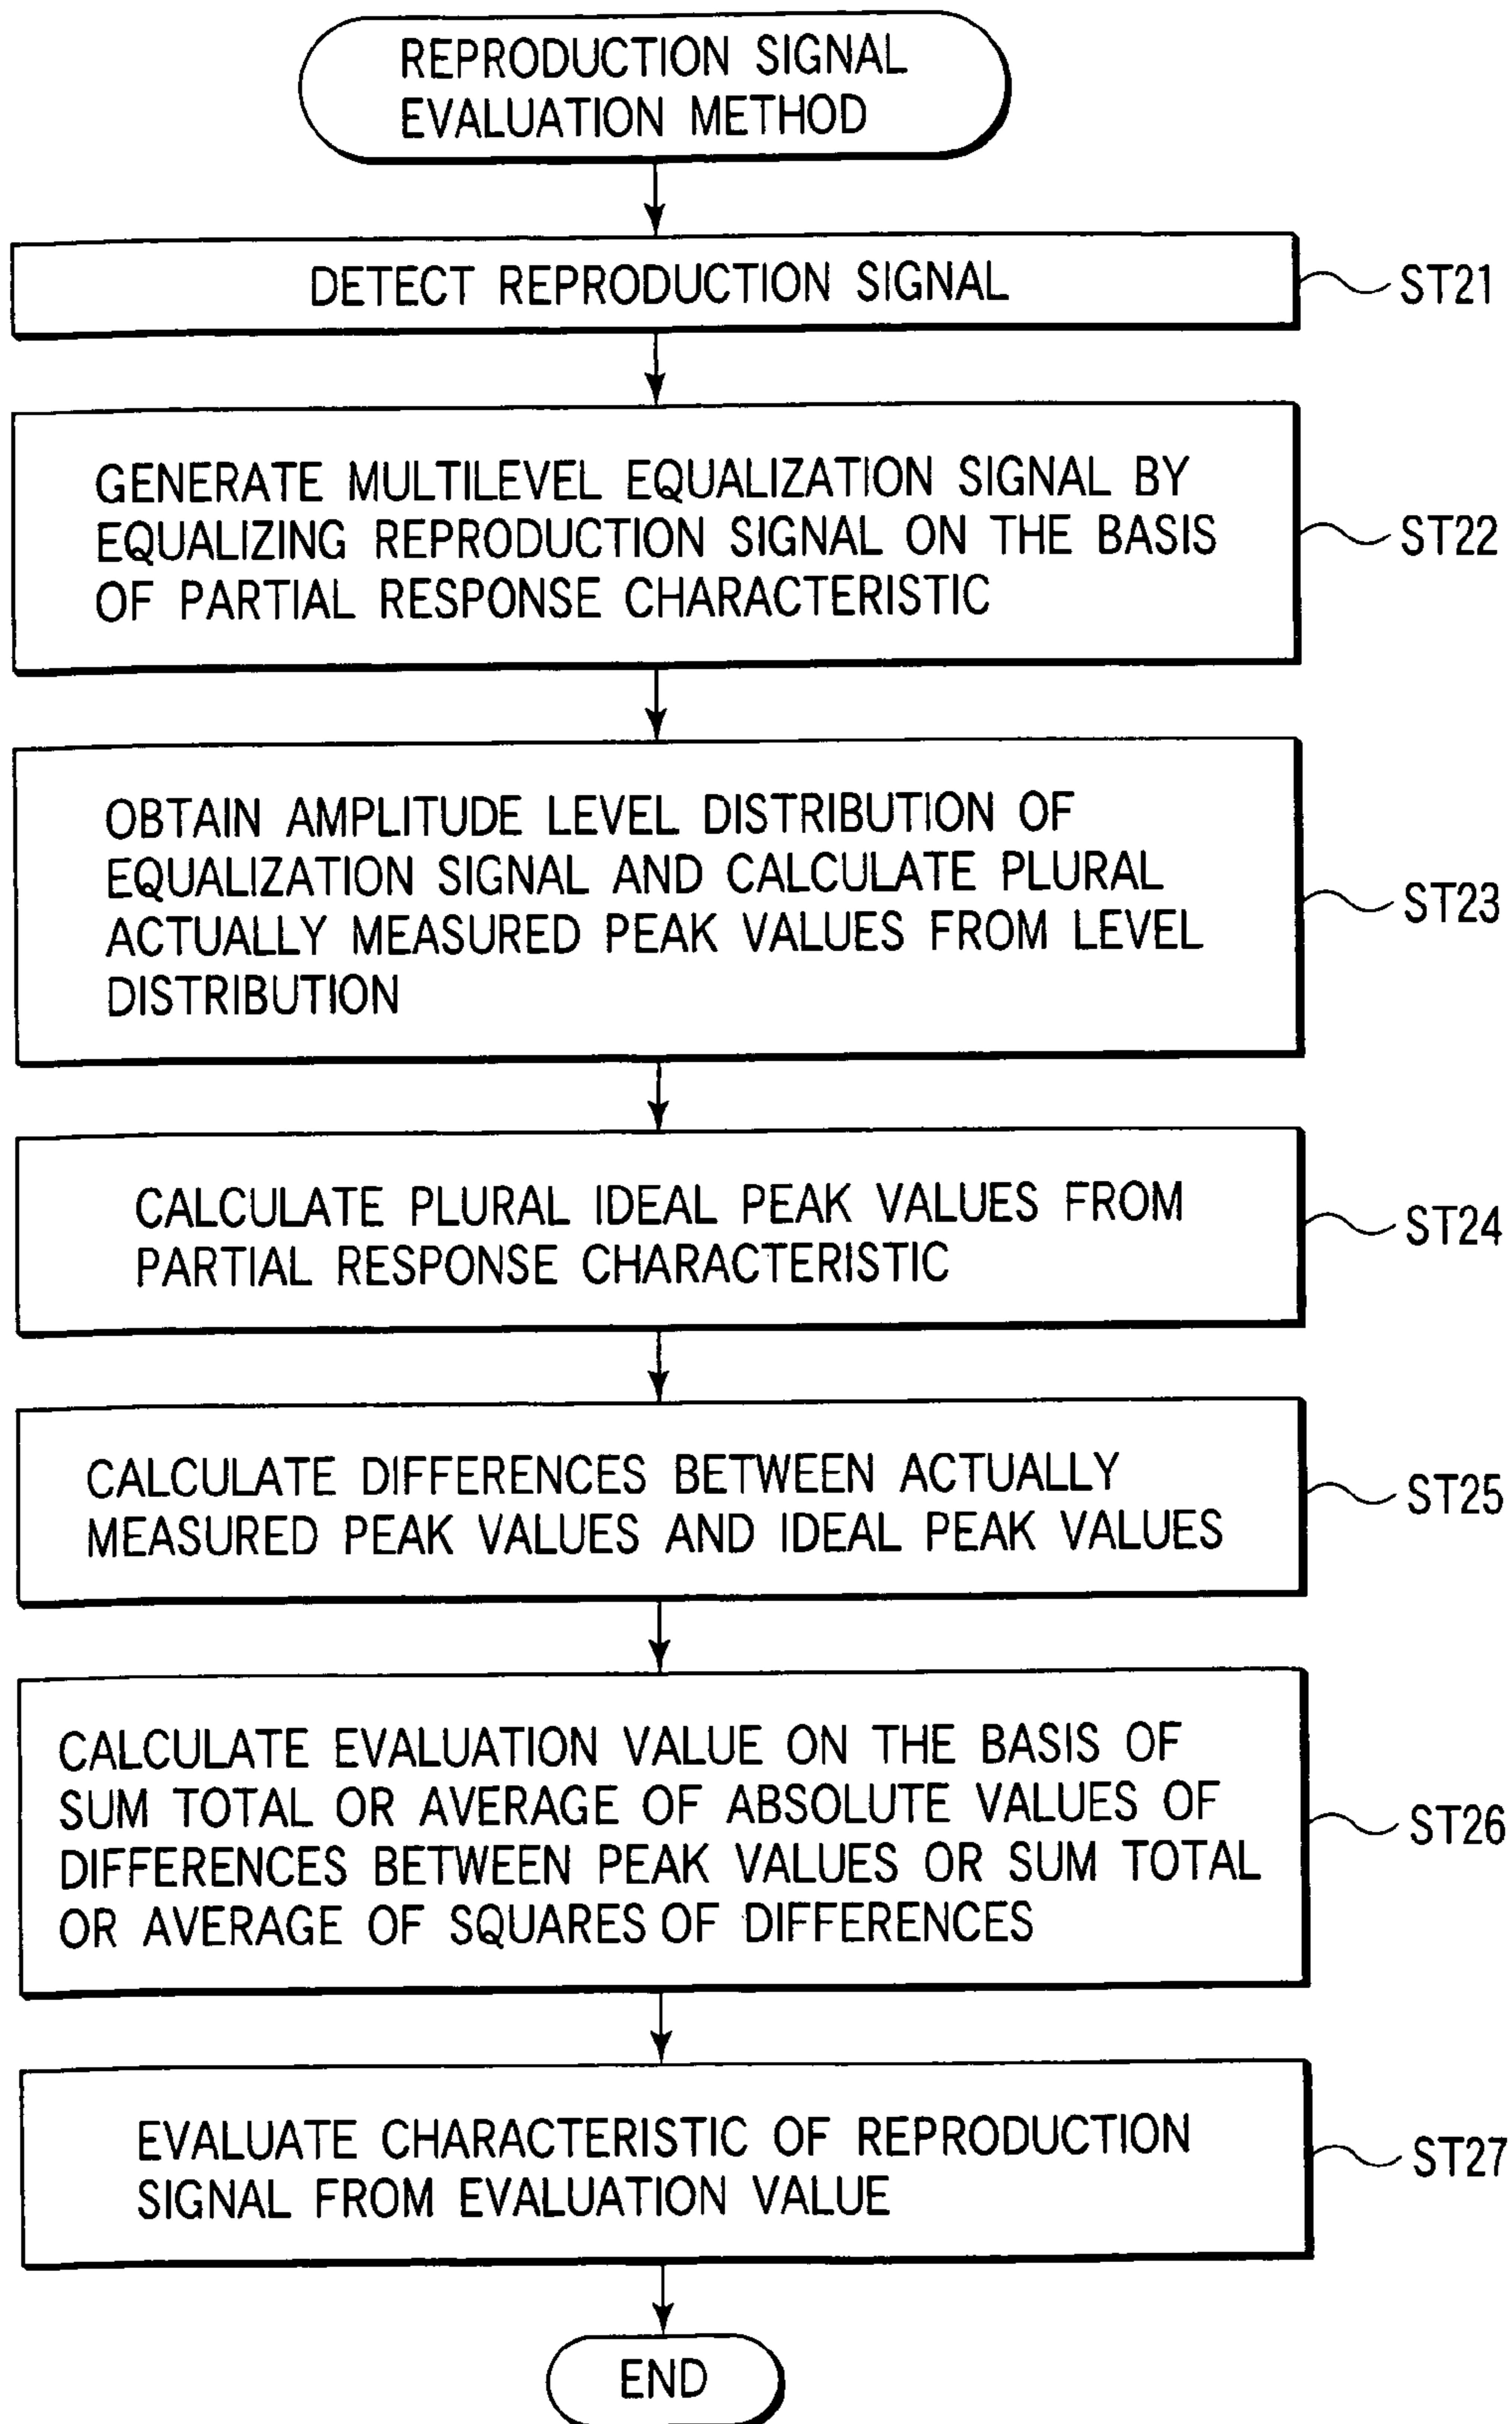 REPRODUCTION SIGNAL
EVALUATION METHOD
DETECT REPRODUCTION SIGNAL
ST21
GENERATE MULTILEVEL EQUALIZATION SIGNAL BY
EQUALIZING REPRODUCTION SIGNAL ON THE BASIS
OF PARTIAL RESPONSE CHARACTERISTIC
ST22
OBTAIN AMPLITUDE LEVEL DISTRIBUTION OF
EQUALIZATION SIGNAL AND CALCULATE PLURAL
ACTUALLY MEASURED PEAK VALUES FROM LEVEL
DISTRIBUTION
ST23
CALCULATE PLURAL IDEAL PEAK VALUES FROM
PARTIAL RESPONSE CHARACTERISTIC
ST24
CALCULATE DIFFERENCES BETWEEN ACTUALLY
MEASURED PEAK VALUES AND IDEAL PEAK VALUES
ST25
CALCULATE EVALUATION VALUE ON THE BASIS OF
SUM TOTAL OR AVERAGE OF ABSOLUTE VALUES OF
DIFFERENCES BETWEEN PEAK VALUES OR SUM TOTAL
OR AVERAGE OF SQUARES OF DIFFERENCES
ST26
EVALUATE CHARACTERISTIC OF REPRODUCTION
SIGNAL FROM EVALUATION VALUE
ST27
END